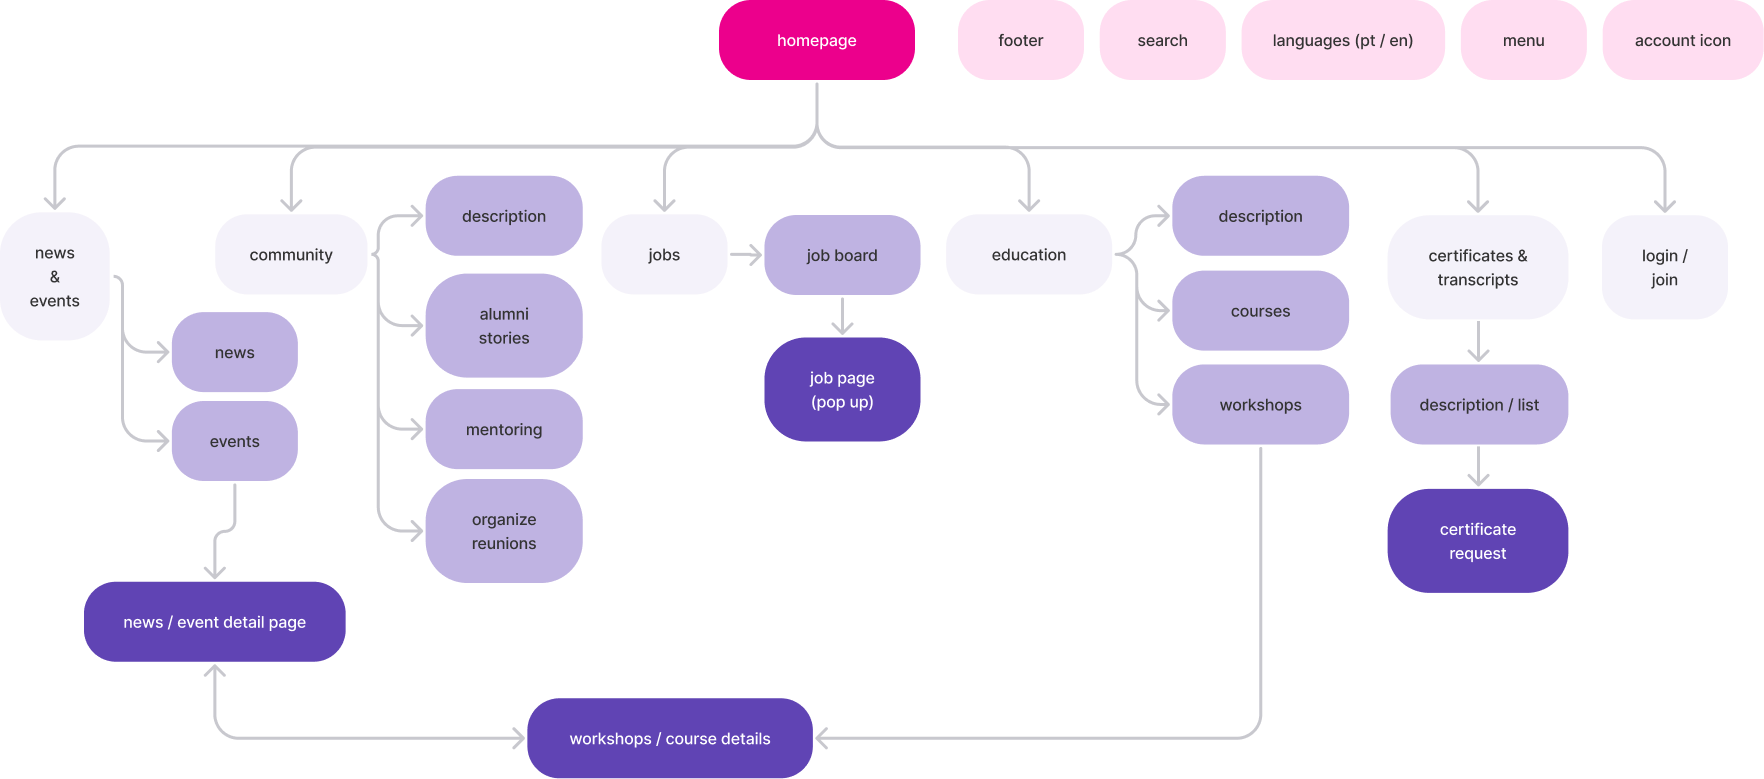 homepage
footer
search
languages (pt / en)
menu
account icon
news
&
events
community
description
alumni
stories
mentoring
organize
reunions
jobs
job board
job page
(pop up)
education
description
courses
workshops
certificates &
transcripts
description / list
certificate
request
login /
join
news
events
news / event detail page
workshops / course details